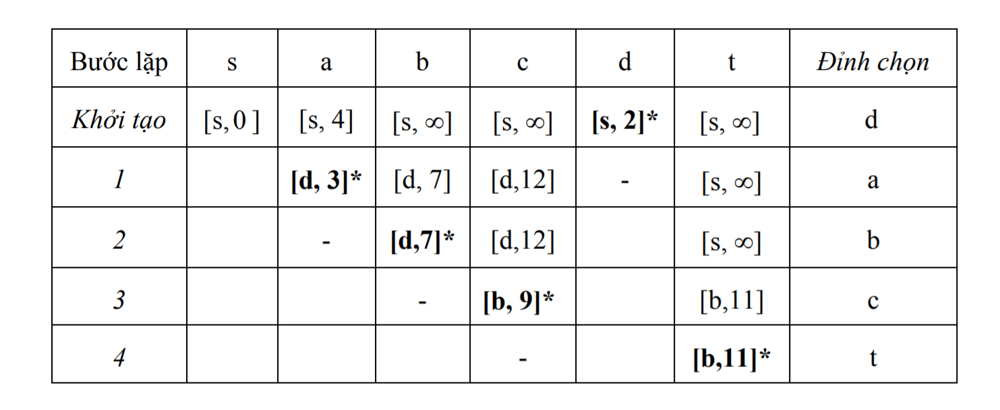 Bước lặp s a b c d t Đỉnh chọn
Khởi tạo [s,0 ] [s, 4] [s, ∞] [s, ∞] [s, 2]* [s, ∞] d
1 [d, 3]* [d, 7] [d,12] - [s, ∞] a
2 - [d,7]* [d,12] [s, ∞] b
3 - [b, 9]* [b,11] c
4 - [b,11]* t